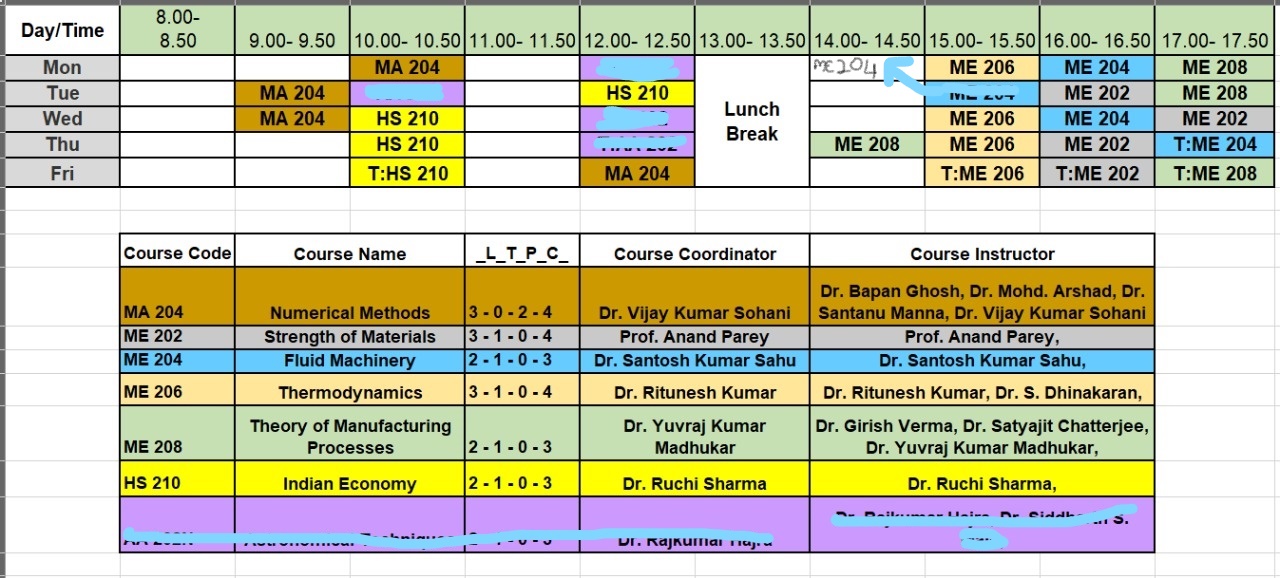 Day/Time 8.00-8.50 9.00- 9.50 10.00- 10.50 11.00- 11.50 12.00- 12.50 13.00- 13.50 14.00- 14.50 15.00- 15.50 16.00- 16.50 17.00- 17.50
Mon MA 204 Lunch Break ME 204 ME 206 ME 204 ME 208
Tue MA 204 HS 210 ME 204 ME 202 ME 208
Wed MA 204 HS 210 ME 206 ME 204 ME 202
Thu HS 210 ME 208 ME 206 ME 202 T:ME 204
Fri T:HS 210 MA 204 T:ME 206 T:ME 202 T:ME 208
Course Code Course Name _L_T_P_C_ Course Coordinator Course Instructor
MA 204 Numerical Methods 3 - 0 - 2 - 4 Dr. Vijay Kumar Sohani Dr. Bapan Ghosh, Dr. Mohd. Arshad, Dr. Santanu Manna, Dr. Vijay Kumar Sohani
ME 202 Strength of Materials 3 - 1 - 0 - 4 Prof. Anand Parey Prof. Anand Parey,
ME 204 Fluid Machinery 2 - 1 - 0 - 3 Dr. Santosh Kumar Sahu Dr. Santosh Kumar Sahu,
ME 206 Thermodynamics 3 - 1 - 0 - 4 Dr. Ritunesh Kumar Dr. Ritunesh Kumar, Dr. S. Dhinakaran,
ME 208 Theory of Manufacturing Processes 2 - 1 - 0 - 3 Dr. Yuvraj Kumar Madhukar Dr. Girish Verma, Dr. Satyajit Chatterjee, Dr. Yuvraj Kumar Madhukar,
HS 210 Indian Economy 2 - 1 - 0 - 3 Dr. Ruchi Sharma Dr. Ruchi Sharma,
Dr. Rajkumar Hajra